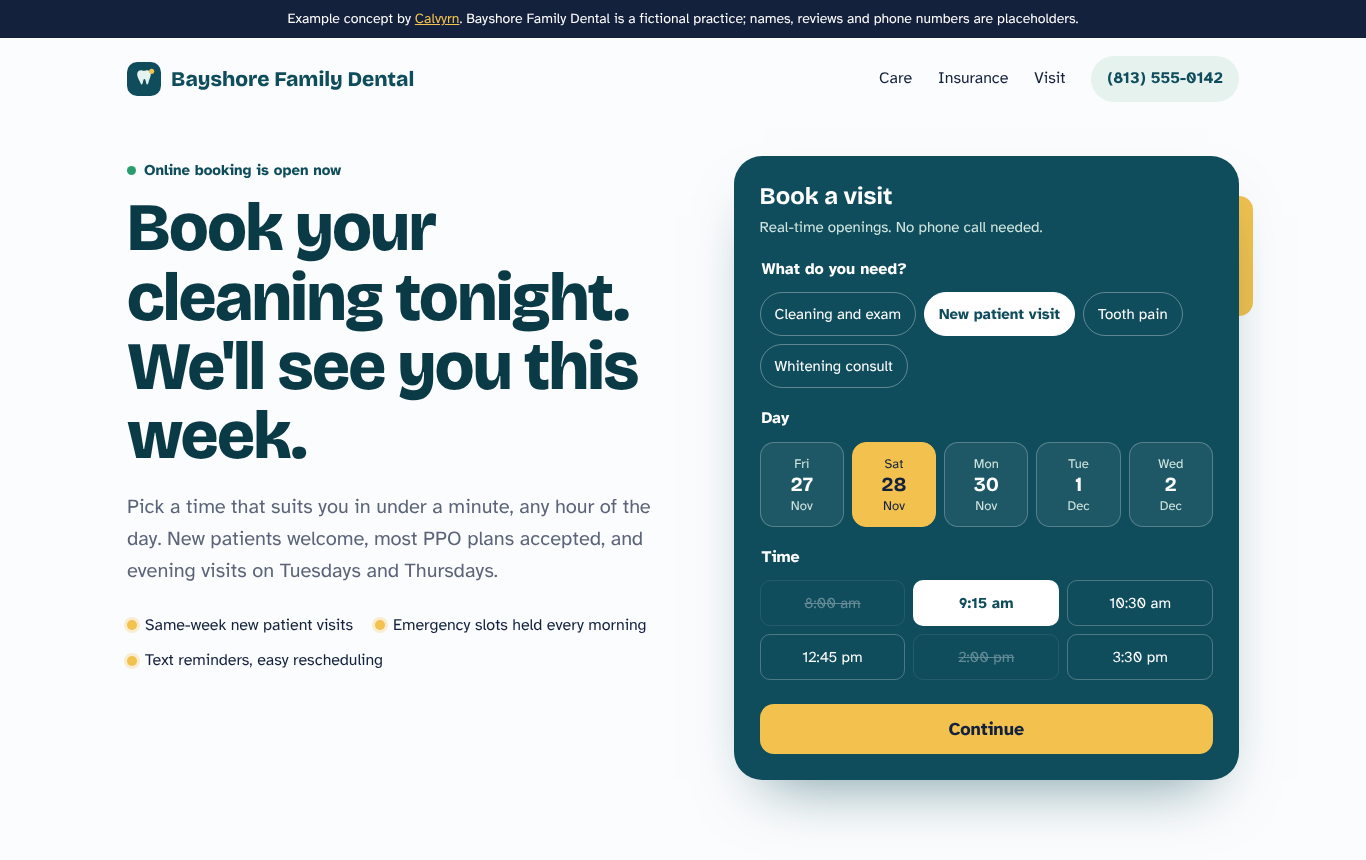 Example concept by Calvyrn. Bayshore Family Dental is a fictional practice; names, reviews and phone numbers are placeholders.
Bayshore Family Dental
Care
Insurance
Visit
(813) 555-0142
Online booking is open now
Book your
cleaning tonight.
We'll see you this
week.
Pick a time that suits you in under a minute, any hour of the
day. New patients welcome, most PPO plans accepted, and
evening visits on Tuesdays and Thursdays.
Same-week new patient visits
Emergency slots held every morning
Text reminders, easy rescheduling
Book a visit
Real-time openings. No phone call needed.
What do you need?
Cleaning and exam
New patient visit
Tooth pain
Whitening consult
Day
Fri
27
Nov
Sat
28
Nov
Mon
30
Nov
Tue
1
Dec
Wed
2
Dec
Time
8:00 am
9:15 am
10:30 am
12:45 pm
2:00 pm
3:30 pm
Continue